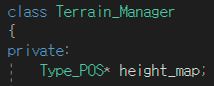 class Terrain_Manager
{
private:
Type_POS* height_map;